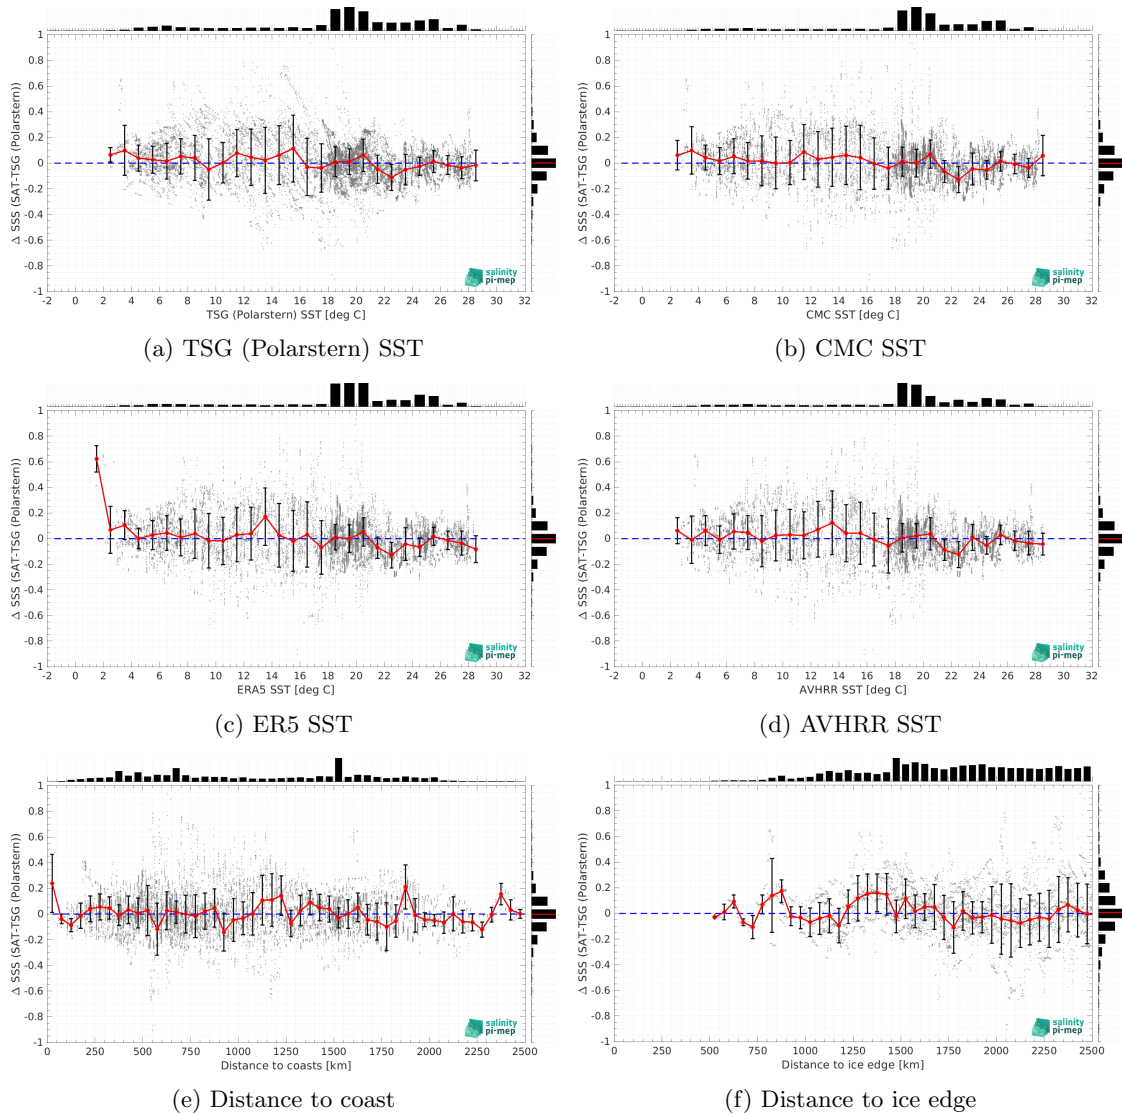 1
0.8
0.6
0.4
0.2
0
-0.2
-0.4
-0.6
-0.8
-1
Δ SSS (SAT-TSG (Polarstern))
salinity
pi-mep
-2 0 2 4 6 8 10 12 14 16 18 20 22 24 26 28 30 32
TSG (Polarstern) SST [deg C]
(a) TSG (Polarstern) SST
1
0.8
0.6
0.4
0.2
0
-0.2
-0.4
-0.6
-0.8
-1
Δ SSS (SAT-TSG (Polarstern))
salinity
pi-mep
-2 0 2 4 6 8 10 12 14 16 18 20 22 24 26 28 30 32
CMC SST [deg C]
(b) CMC SST
1
0.8
0.6
0.4
0.2
0
-0.2
-0.4
-0.6
-0.8
-1
Δ SSS (SAT-TSG (Polarstern))
salinity
pi-mep
-2 0 2 4 6 8 10 12 14 16 18 20 22 24 26 28 30 32
ERA5 SST [deg C]
(c) ER5 SST
1
0.8
0.6
0.4
0.2
0
-0.2
-0.4
-0.6
-0.8
-1
Δ SSS (SAT-TSG (Polarstern))
salinity
pi-mep
-2 0 2 4 6 8 10 12 14 16 18 20 22 24 26 28 30 32
AVHRR SST [deg C]
(d) AVHRR SST
1
0.8
0.6
0.4
0.2
0
-0.2
-0.4
-0.6
-0.8
-1
Δ SSS (SAT-TSG (Polarstern))
salinity
pi-mep
0 250 500 750 1000 1250 1500 1750 2000 2250 2500
Distance to coasts [km]
(e) Distance to coast
1
0.8
0.6
0.4
0.2
0
-0.2
-0.4
-0.6
-0.8
-1
Δ SSS (SAT-TSG (Polarstern))
salinity
pi-mep
0 250 500 750 1000 1250 1500 1750 2000 2250 2500
Distance to ice edge [km]
(f) Distance to ice edge